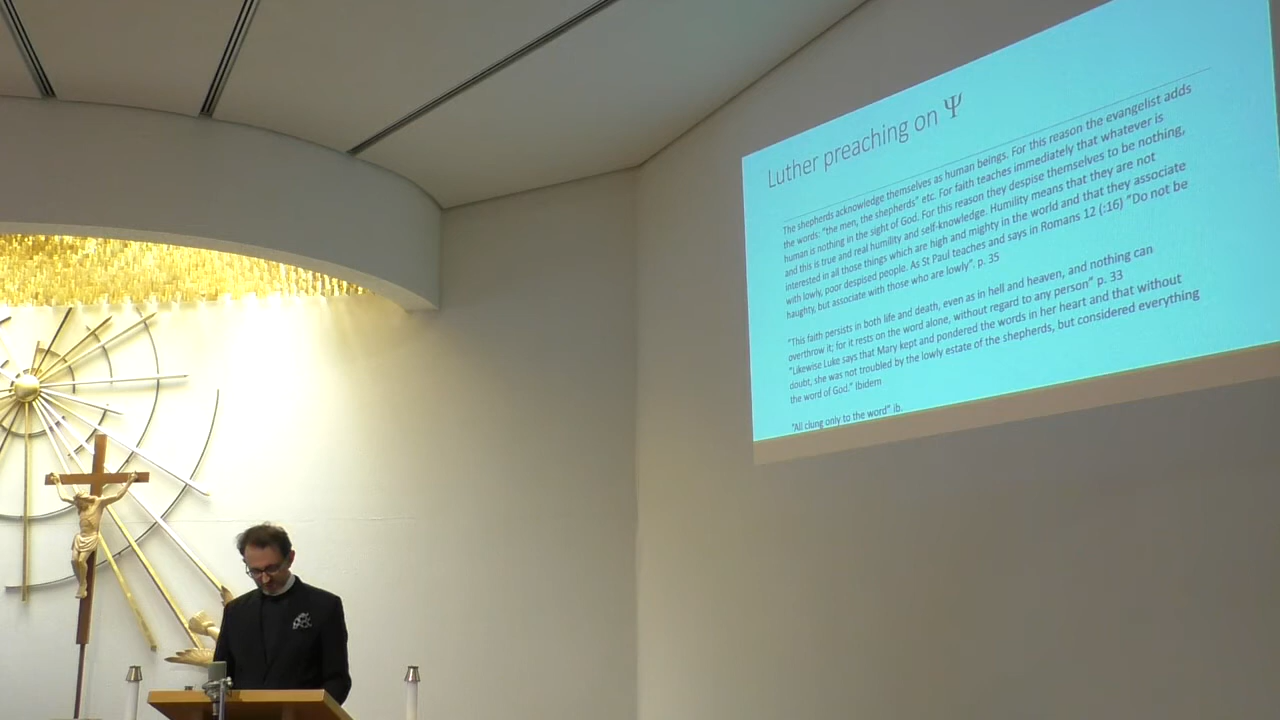 Luther preaching on Ψ
The shepherds acknowledge themselves as human beings. For this reason the evangelist adds
the words: "the men, the shepherds" etc. For faith teaches immediately that whatever is
human is nothing in the sight of God. For this reason they despise themselves to be nothing,
and this is true and real humility and self-knowledge. Humility means that they are not
interested in all those things which are high and mighty in the world and that they associate
with lowly, poor despised people. As St Paul teaches and says in Romans 12 (:16) "Do not be
haughty, but associate with those who are lowly". p. 35
"This faith persists in both life and death, even as in hell and heaven, and nothing can
overthrow it; for it rests on the word alone, without regard to any person" p. 33
"Likewise Luke says that Mary kept and pondered the words in her heart and that without
doubt, she was not troubled by the lowly estate of the shepherds, but considered everything
the word of God." Ibidem
"All clung only to the word" ib.